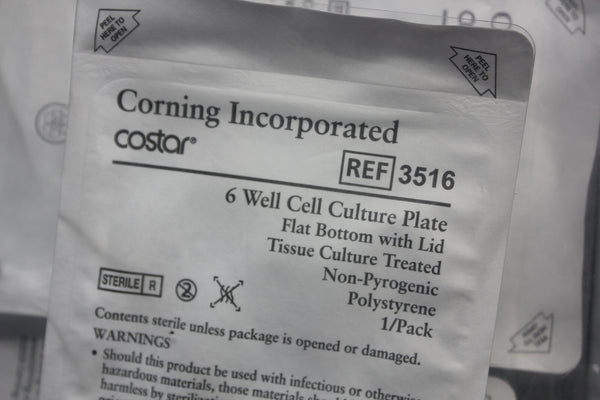 PEEL
HERE TO
OPEN
PEEL
HERE TO
OPEN
Corning Incorporated
costar®
REF 3516
6 Well Cell Culture Plate
Flat Bottom with Lid
Tissue Culture Treated
Non-Pyrogenic
Polystyrene
1/Pack
STERILE R
2
Contents sterile unless package is opened or damaged.
WARNINGS
• Should this product be used with infectious or otherwise
hazardous materials, those materials
harmless by